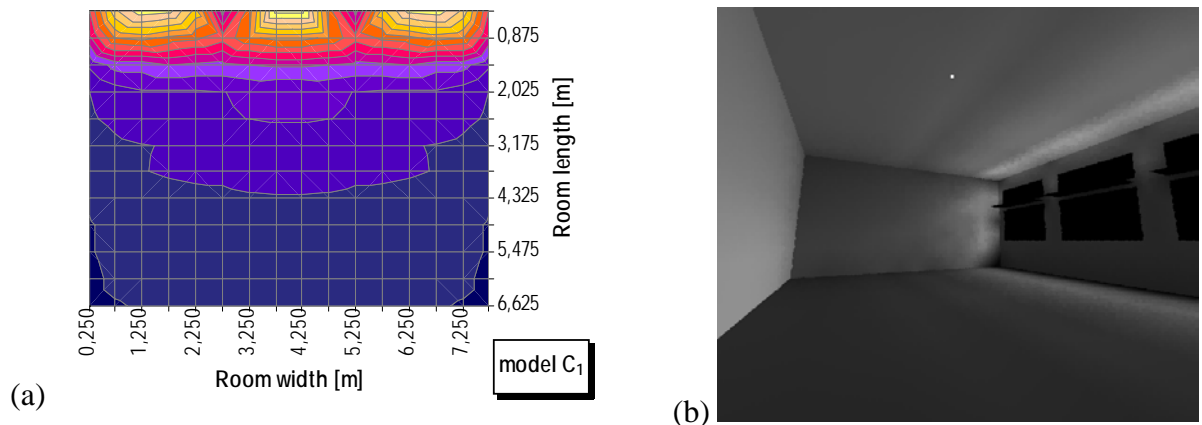 0,875
2,025
3,175
4,325
5,475
6,625
Room length [m]
0,250
1,250
2,250
3,250
4,250
5,250
6,250
7,250
Room width [m]
model C₁
(a)
(b)